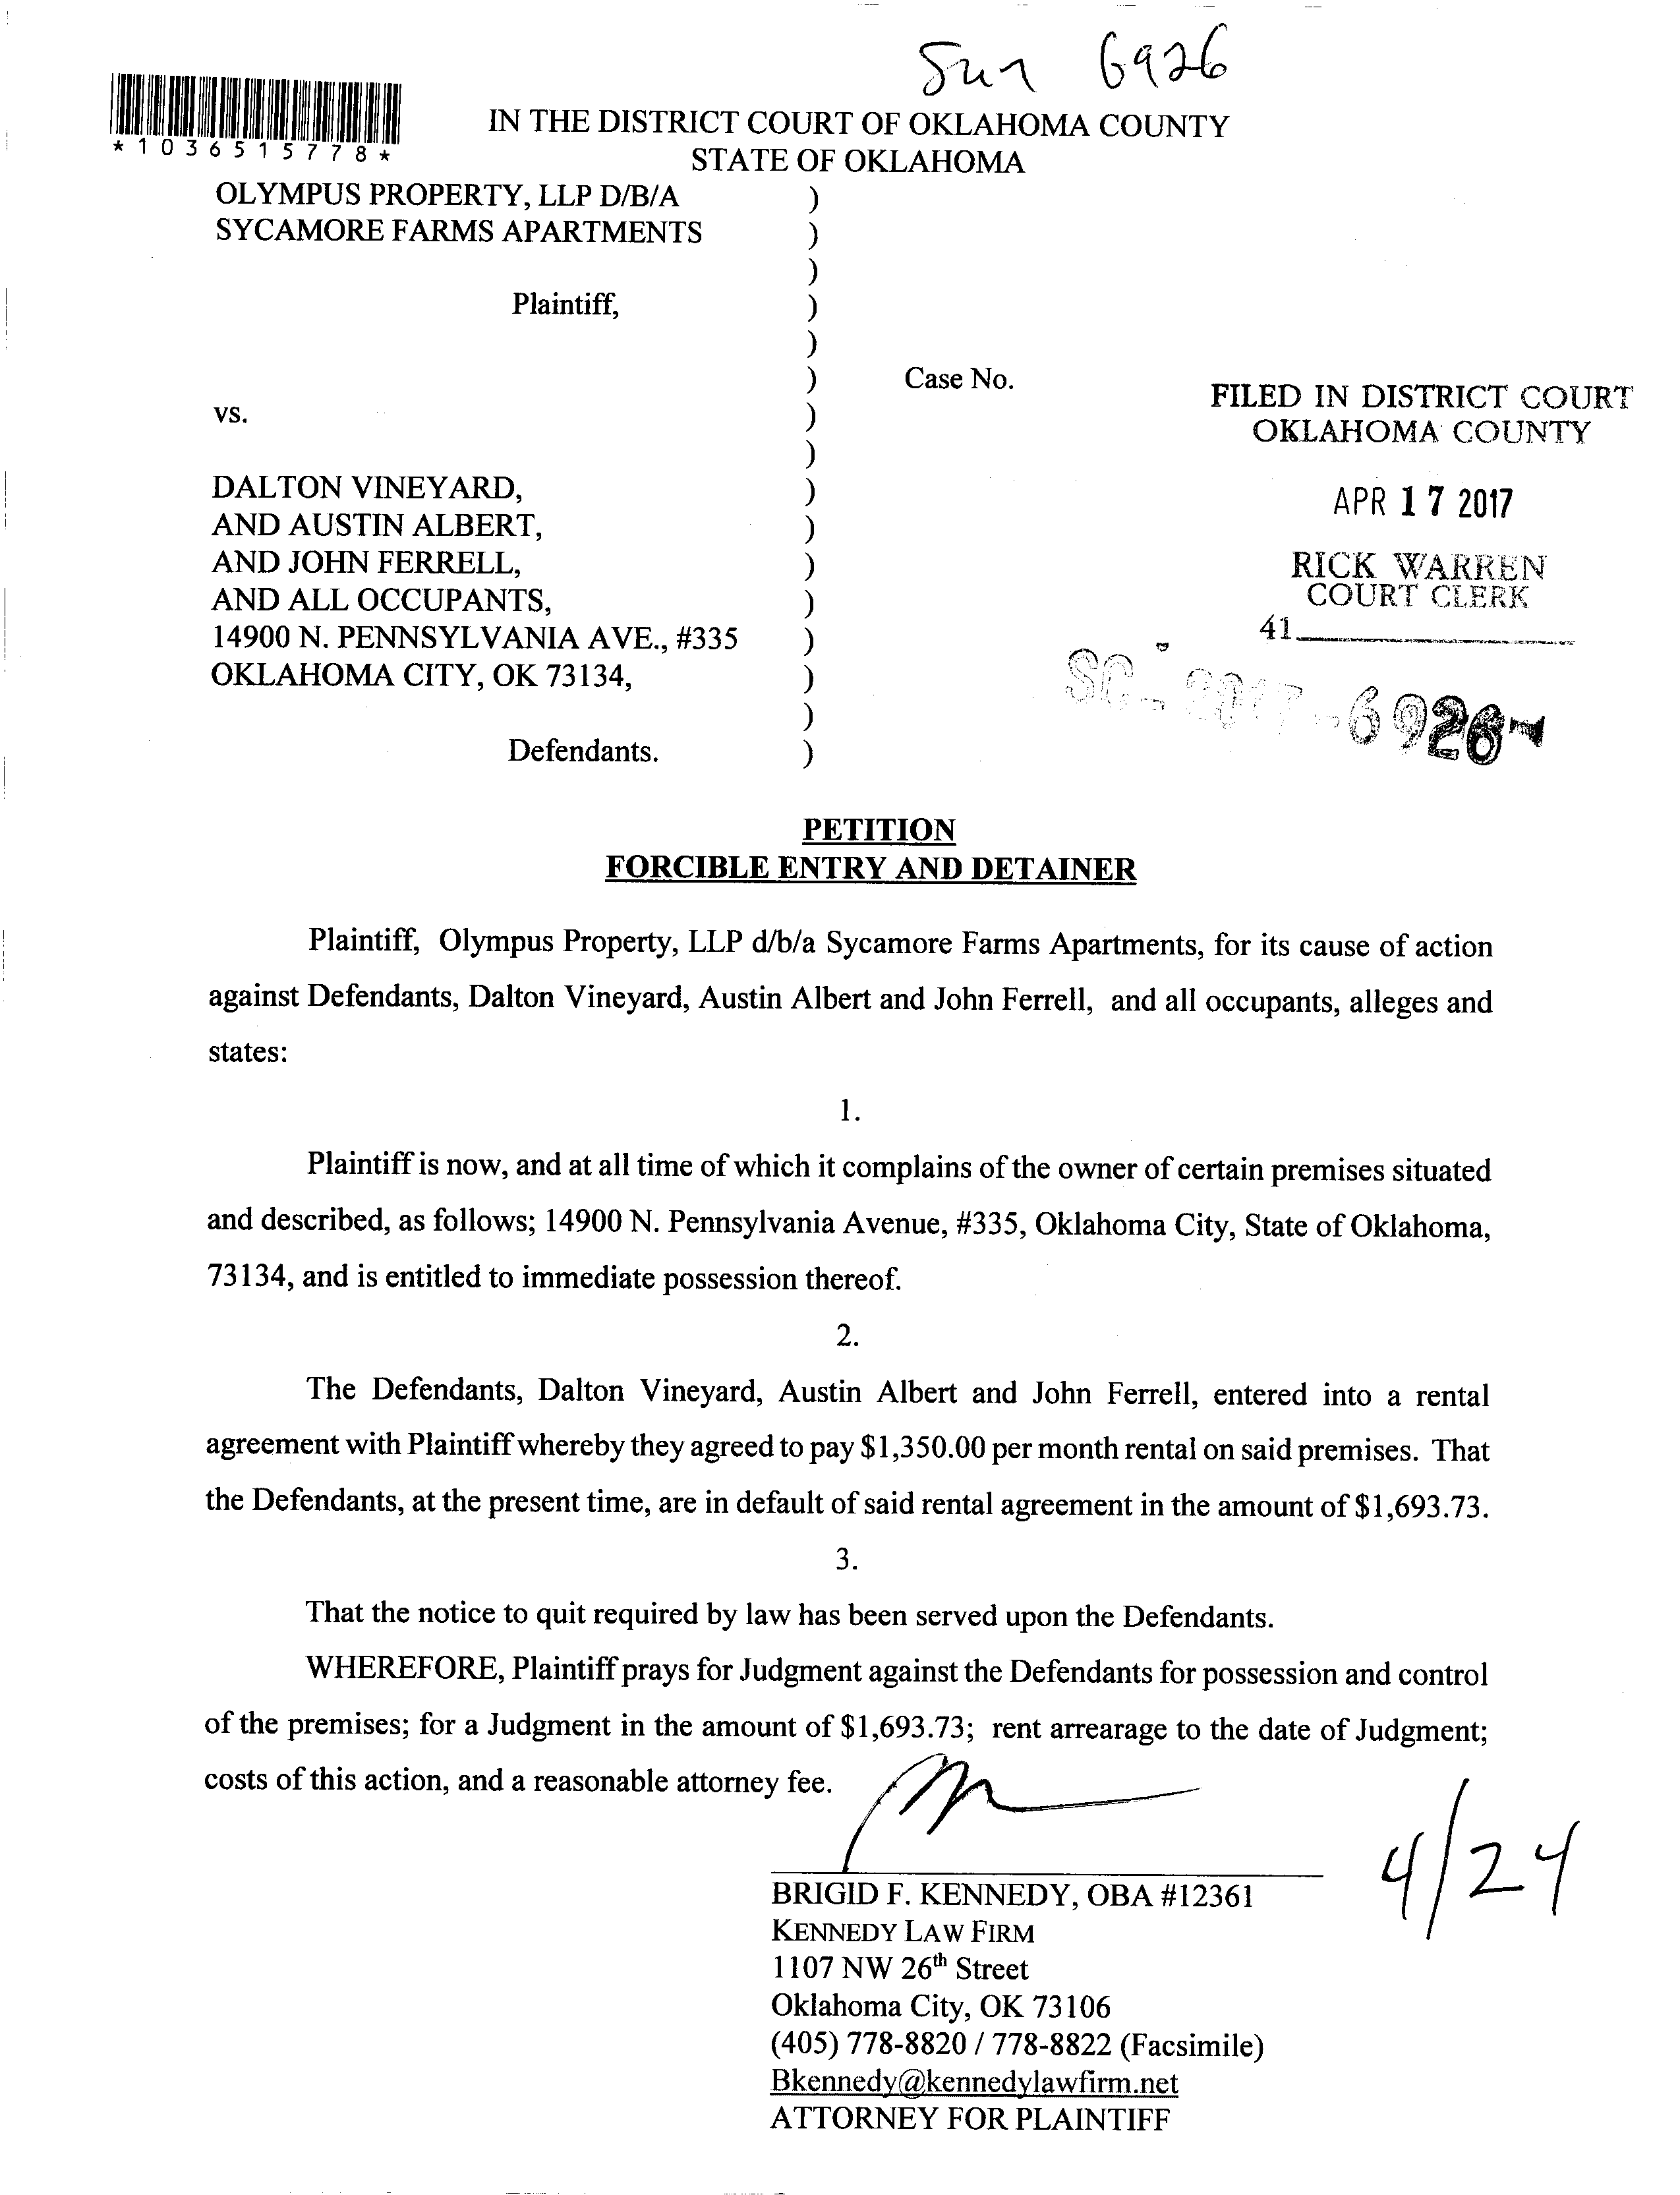 6926
*1036515778*
IN THE DISTRICT COURT OF OKLAHOMA COUNTY
STATE OF OKLAHOMA
OLYMPUS PROPERTY, LLP D/B/A )
SYCAMORE FARMS APARTMENTS )
)
Plaintiff, )
)
) Case No.
vs. )
)
DALTON VINEYARD, )
AND AUSTIN ALBERT, )
AND JOHN FERRELL, )
AND ALL OCCUPANTS, )
14900 N. PENNSYLVANIA AVE., #335 )
OKLAHOMA CITY, OK 73134, )
)
Defendants. )
FILED IN DISTRICT COURT
OKLAHOMA COUNTY
APR 17 2017
RICK WARREN
COURT CLERK
41
SC-2017-6926
PETITION
FORCIBLE ENTRY AND DETAINER
Plaintiff, Olympus Property, LLP d/b/a Sycamore Farms Apartments, for its cause of action
against Defendants, Dalton Vineyard, Austin Albert and John Ferrell, and all occupants, alleges and
states:
1.
Plaintiff is now, and at all time of which it complains of the owner of certain premises situated
and described, as follows; 14900 N. Pennsylvania Avenue, #335, Oklahoma City, State of Oklahoma,
73134, and is entitled to immediate possession thereof.
2.
The Defendants, Dalton Vineyard, Austin Albert and John Ferrell, entered into a rental
agreement with Plaintiff whereby they agreed to pay $1,350.00 per month rental on said premises. That
the Defendants, at the present time, are in default of said rental agreement in the amount of $1,693.73.
3.
That the notice to quit required by law has been served upon the Defendants.
WHEREFORE, Plaintiff prays for Judgment against the Defendants for possession and control
of the premises; for a Judgment in the amount of $1,693.73; rent arrearage to the date of Judgment;
costs of this action, and a reasonable attorney fee.
4/24
BRIGID F. KENNEDY, OBA #12361
KENNEDY LAW FIRM
1107 NW 26th Street
Oklahoma City, OK 73106
(405) 778-8820 / 778-8822 (Facsimile)
Bkennedy@kennedylawfirm.net
ATTORNEY FOR PLAINTIFF